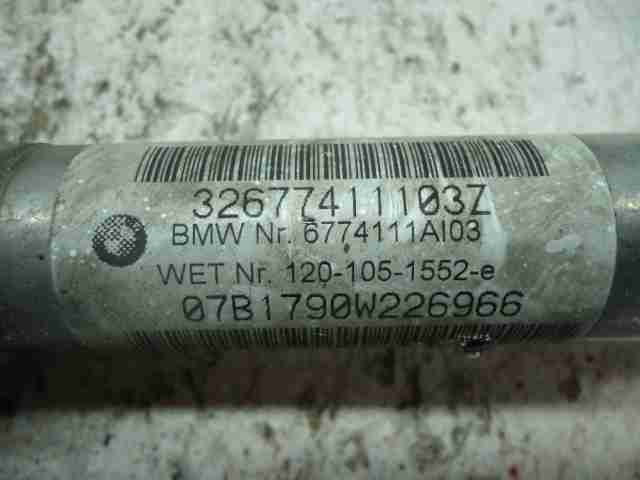 32677411103Z
BMW Nr. 6774111AI03
WET Nr. 120-105-1552-e
07B1790W226966